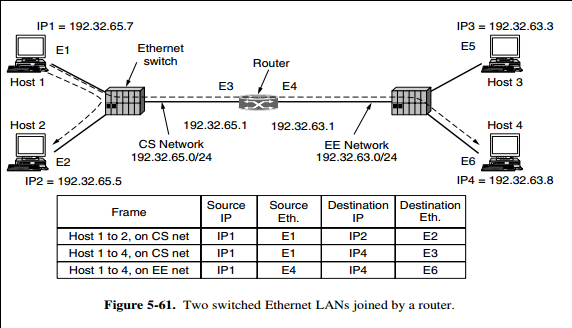 IP1 = 192.32.65.7
IP3 = 192.32.63.3
E1
Ethernet
switch
E5
Router
Host 1
E3
E4
Host 3
Host 2
Host 4
192.32.65.1
192.32.63.1
CS Network
192.32.65.0/24
EE Network
192.32.63.0/24
E2
E6
IP2 = 192.32.65.5
IP4 = 192.32.63.8
Frame Source IP Source Eth. Destination IP Destination Eth.
Host 1 to 2, on CS net IP1 E1 IP2 E2
Host 1 to 4, on CS net IP1 E1 IP4 E3
Host 1 to 4, on EE net IP1 E4 IP4 E6
Figure 5-61. Two switched Ethernet LANs joined by a router.